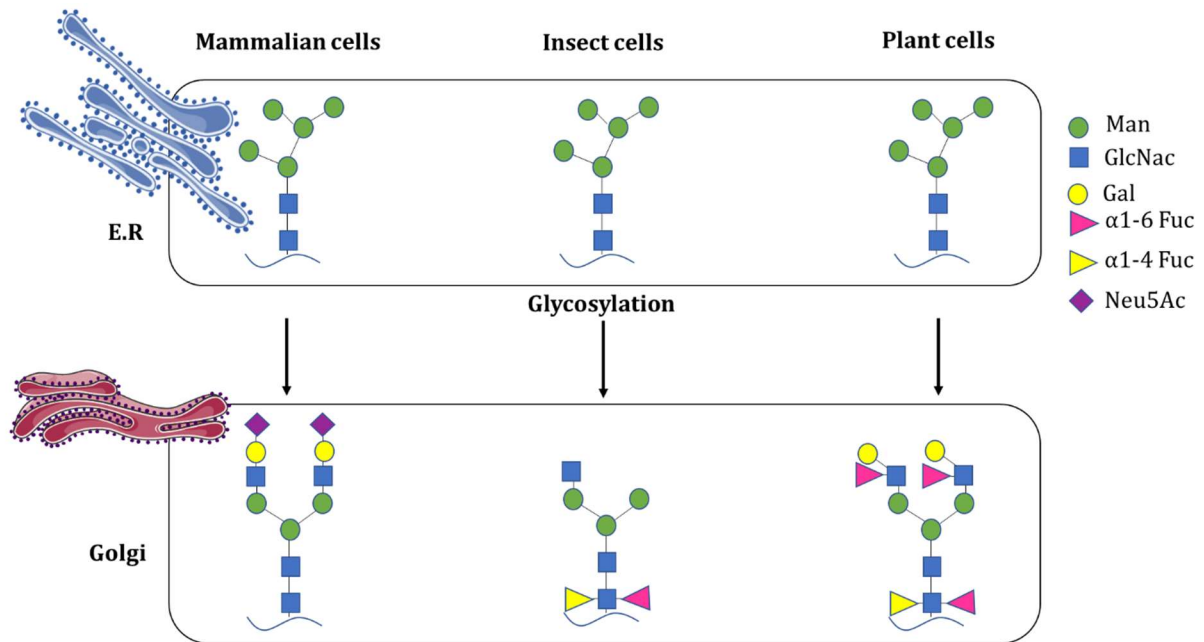 Mammalian cells
Insect cells
Plant cells
E.R
Man
GlcNac
Gal
α1-6 Fuc
α1-4 Fuc
Neu5Ac
Glycosylation
Golgi